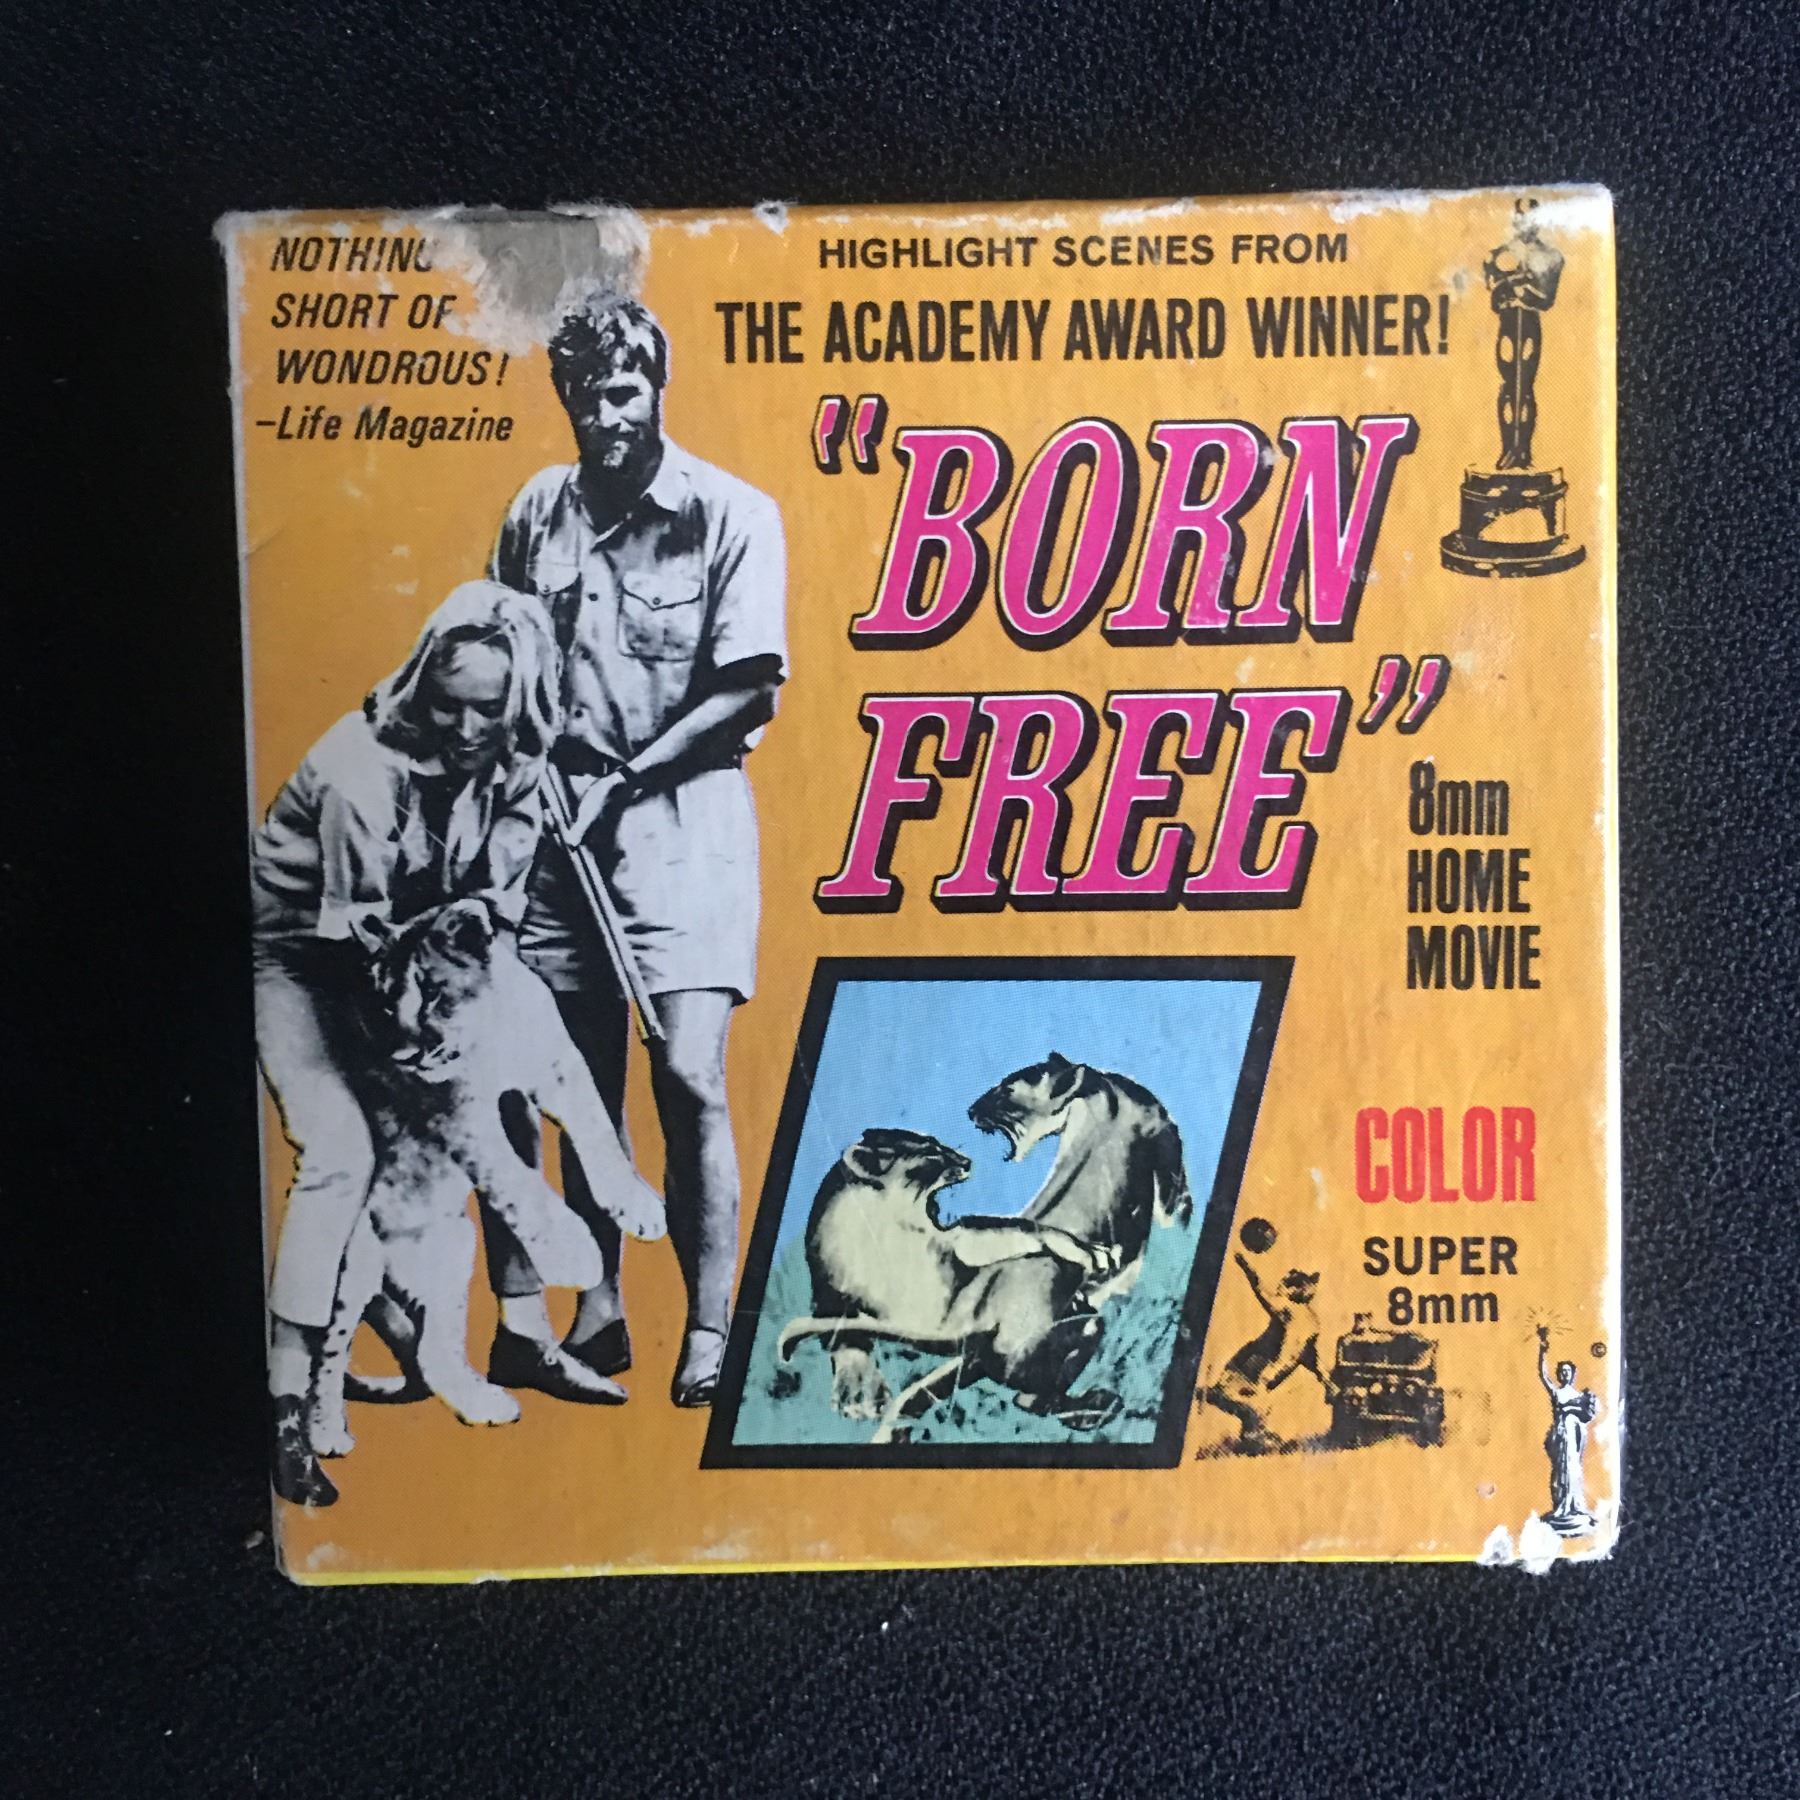 NOTHING
SHORT OF
WONDROUS!
–Life Magazine
HIGHLIGHT SCENES FROM
THE ACADEMY AWARD WINNER!
"BORN
FREE"
8mm
HOME
MOVIE
COLOR
SUPER
8mm
©